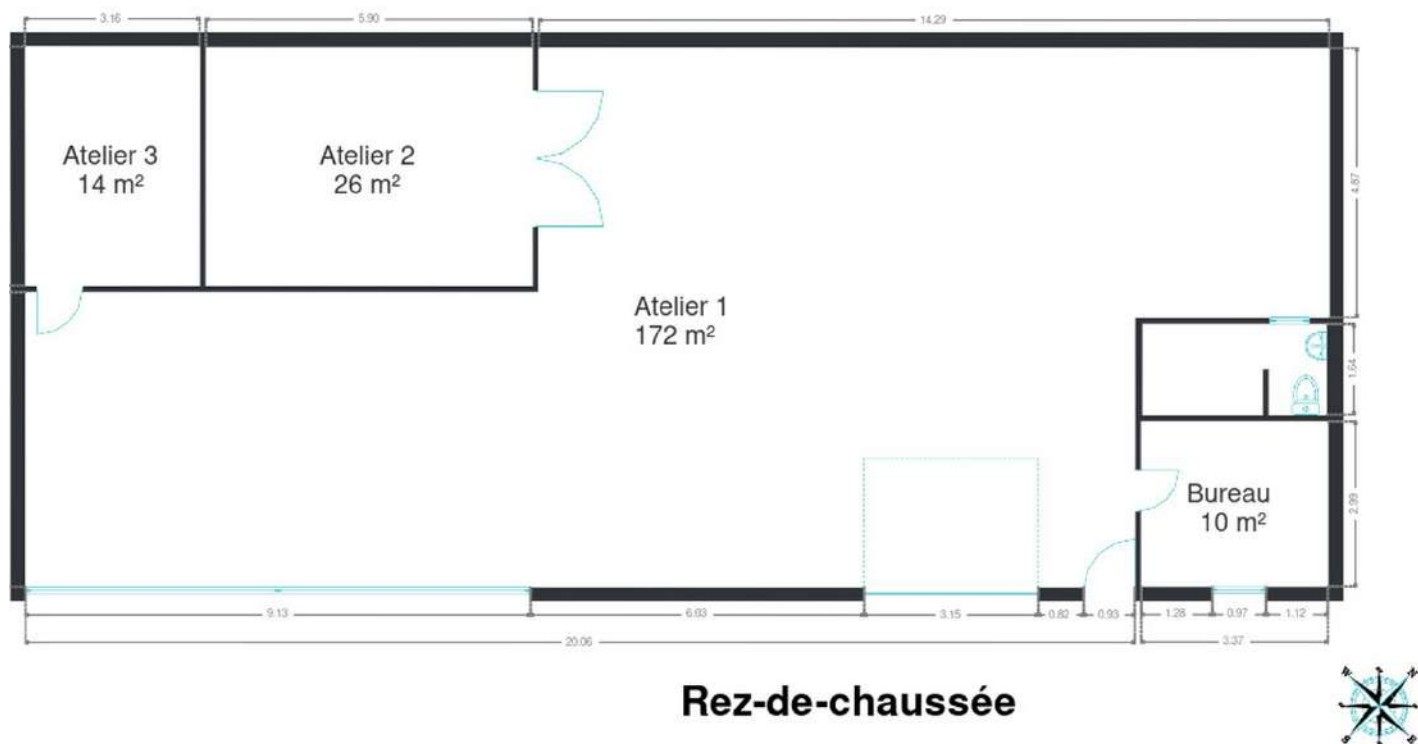 3.16
5.90
14.29
Atelier 3
14 m²
Atelier 2
26 m²
4.87
Atelier 1
172 m²
1.64
Bureau
10 m²
2.99
9.13
6.03
3.15
0.82
0.93
1.28
0.97
1.12
20.06
3.37
Rez-de-chaussée